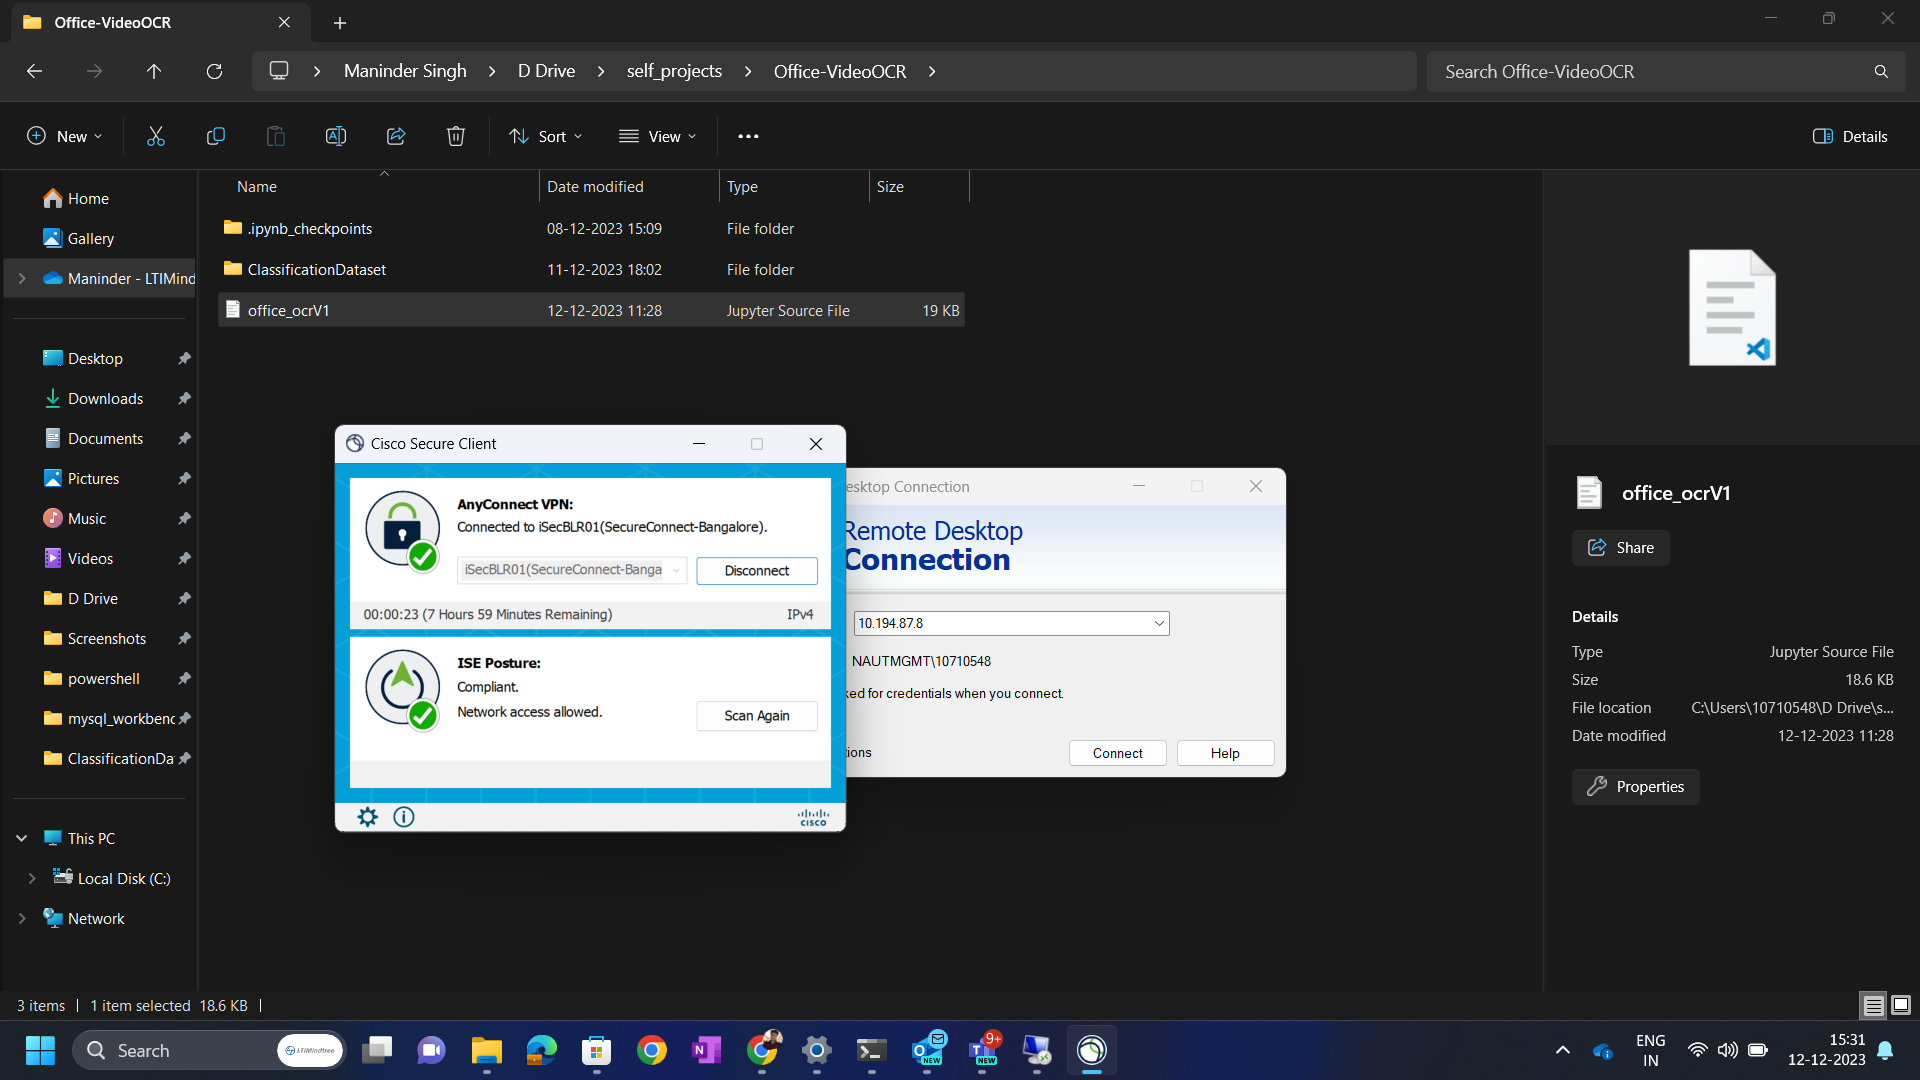 Office-VideoOCR
Maninder Singh
D Drive
self_projects
Office-VideoOCR
Search Office-VideoOCR
New
Sort
View
Details
Name
Date modified
Type
Size
.ipynb_checkpoints
08-12-2023 15:09
File folder
ClassificationDataset
11-12-2023 18:02
File folder
office_ocrV1
12-12-2023 11:28
Jupyter Source File
19 KB
Home
Gallery
Maninder - LTIMind
Desktop
Downloads
Documents
Pictures
Music
Videos
D Drive
Screenshots
powershell
mysql_workbenc
ClassificationDa
This PC
Local Disk (C:)
Network
Cisco Secure Client
AnyConnect VPN:
Connected to iSecBLR01(SecureConnect-Bangalore).
iSecBLR01(SecureConnect-Banga
Disconnect
00:00:23 (7 Hours 59 Minutes Remaining)
IPv4
ISE Posture:
Compliant.
Network access allowed.
Scan Again
CISCO
esktop Connection
Remote Desktop
Connection
10.194.87.8
NAUTMGMT\10710548
ked for credentials when you connect.
tions
Connect
Help
office_ocrV1
Share
Details
Type
Jupyter Source File
Size
18.6 KB
File location
C:\Users\10710548\D Drive\s...
Date modified
12-12-2023 11:28
Properties
3 items
1 item selected 18.6 KB
Search
LTIMindtree
NEW
9+
NEW
ENG
IN
15:31
12-12-2023